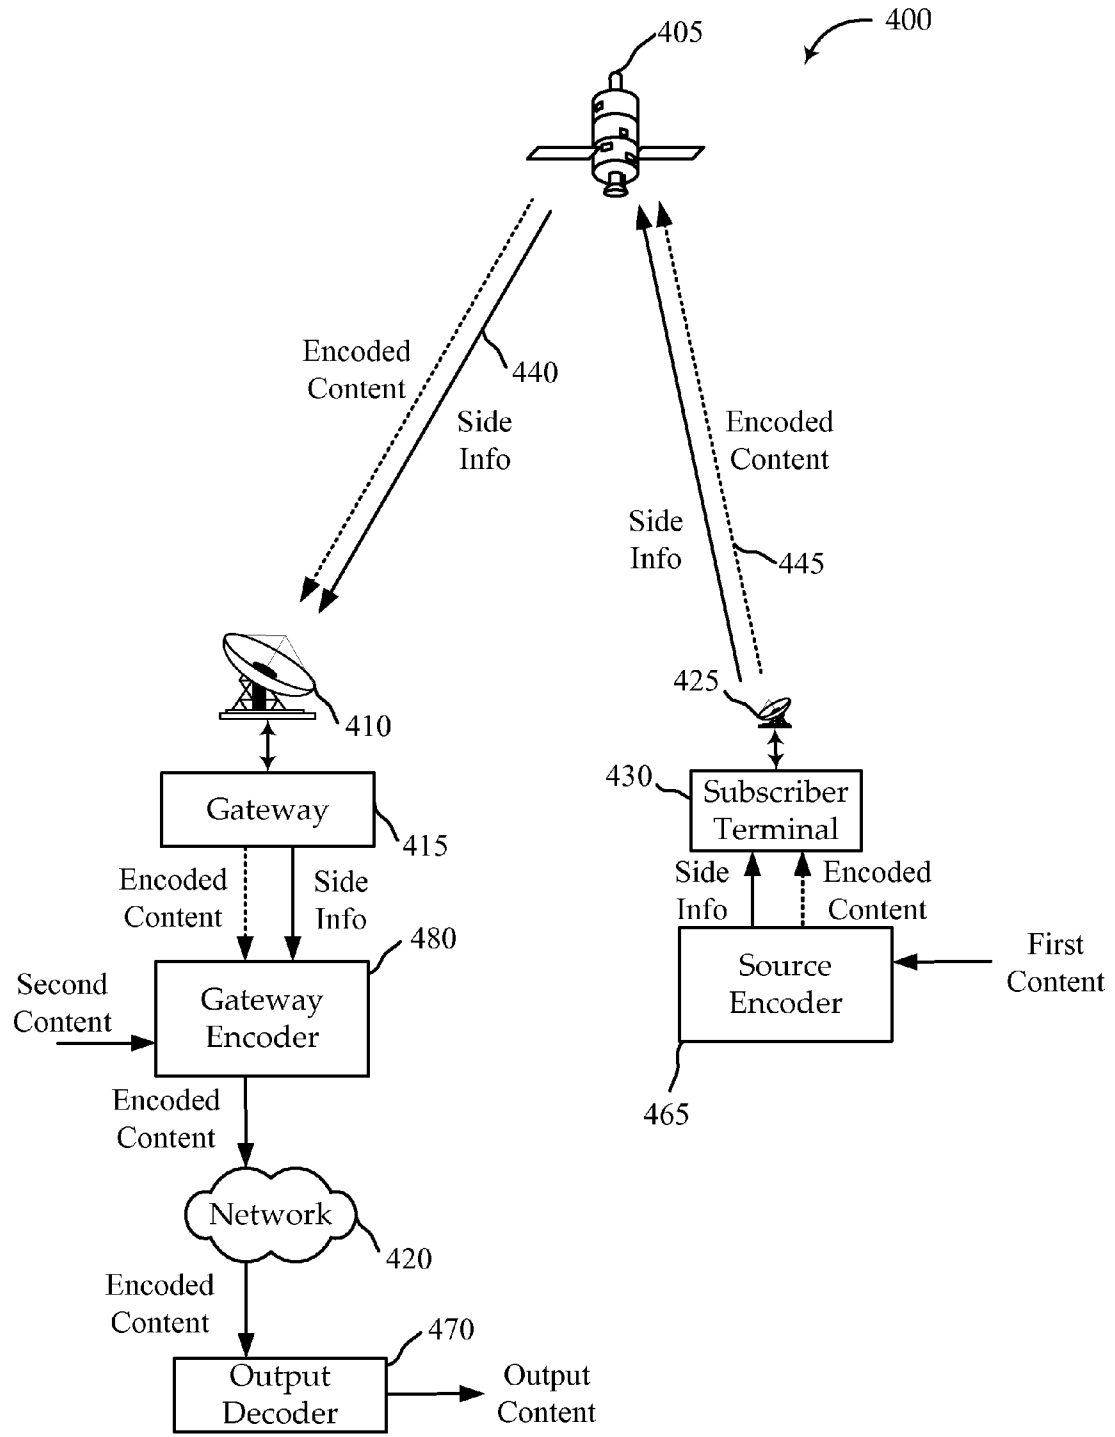 400
405
Encoded
Content
440
Side
Info
Encoded
Content
Side
Info
445
425
410
430
Subscriber
Terminal
Gateway
415
Encoded
Content
Side
Info
Side
Info
Encoded
Content
480
First
Content
Second
Content
Gateway
Encoder
Source
Encoder
465
Encoded
Content
Network
420
Encoded
Content
470
Output
Decoder
Output
Content